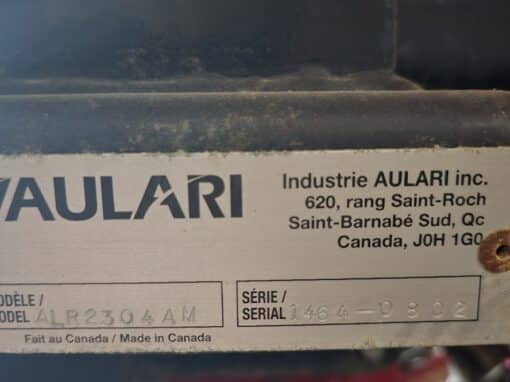 AULARI
Industrie AULARI inc.
620, rang Saint-Roch
Saint-Barnabé Sud, Qc
Canada, J0H 1G0
ODÈLE /
ODEL ALR2304AM
SÉRIE /
SERIAL 1464-0802
Fait au Canada / Made in Canada